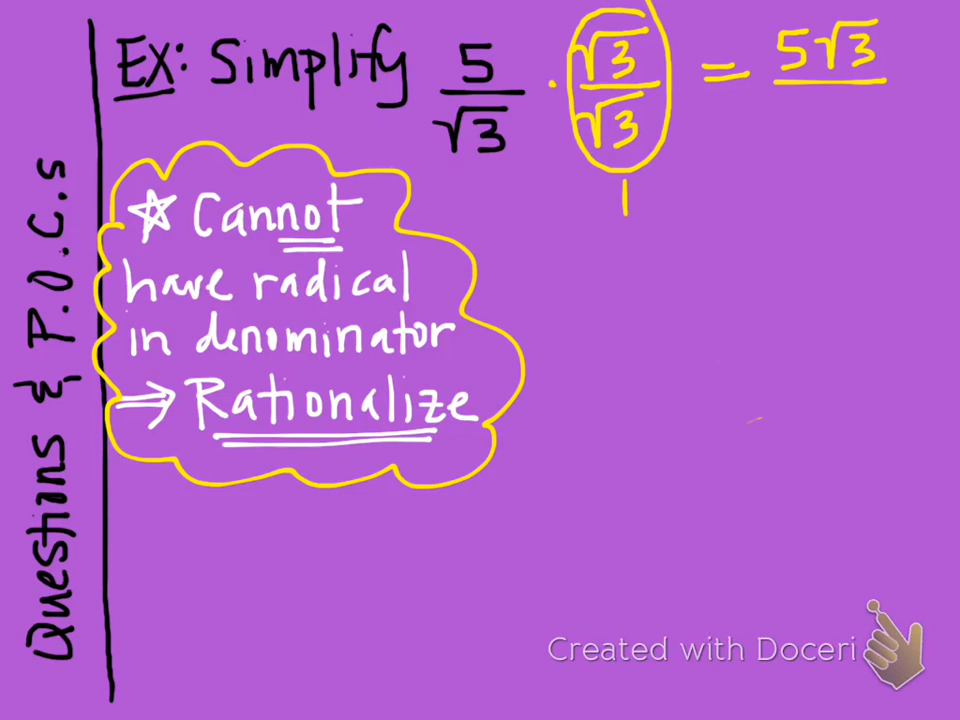 EX: Simplify 5/√3 · √3/√3 = 5√3
1
☆ Cannot
have radical
in denominator
⇒ Rationalize
Questions & P.O.C.s
Created with Doceri